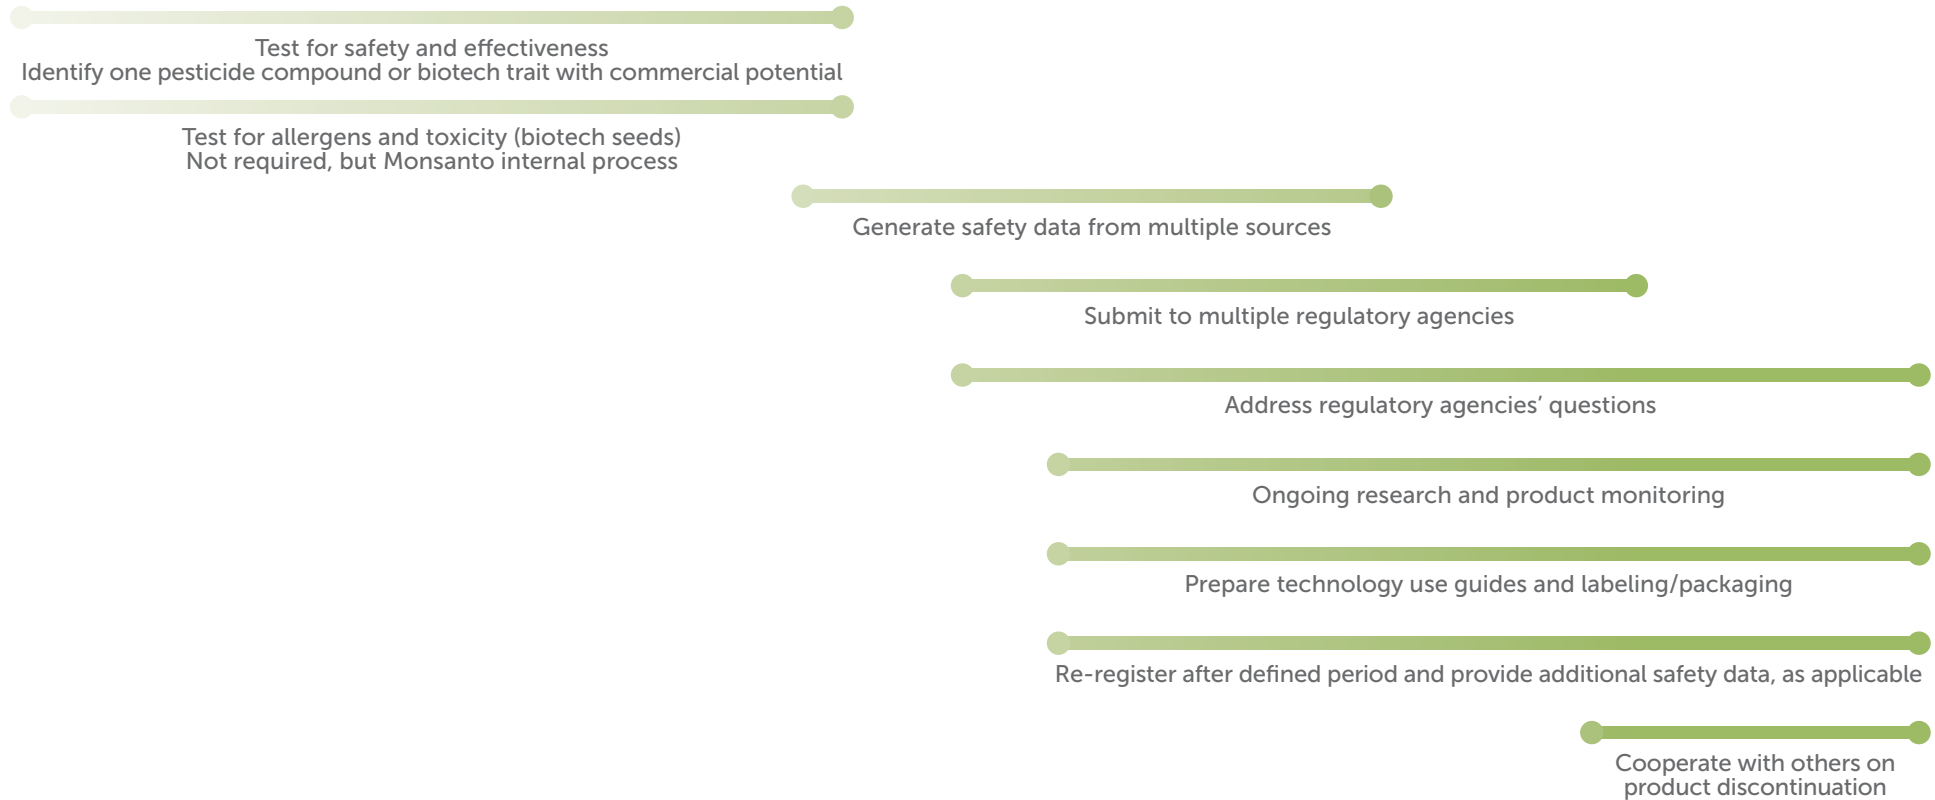 Test for safety and effectiveness
Identify one pesticide compound or biotech trait with commercial potential
Test for allergens and toxicity (biotech seeds)
Not required, but Monsanto internal process
Generate safety data from multiple sources
Submit to multiple regulatory agencies
Address regulatory agencies’ questions
Ongoing research and product monitoring
Prepare technology use guides and labeling/packaging
Re-register after defined period and provide additional safety data, as applicable
Cooperate with others on
product discontinuation